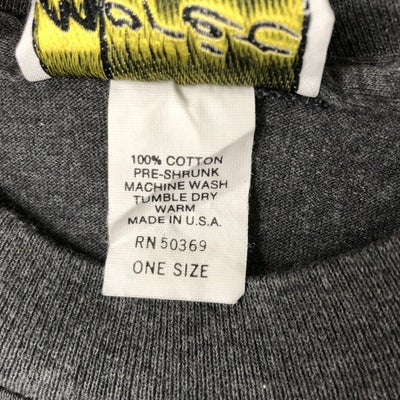 100% COTTON
PRE-SHRUNK
MACHINE WASH
TUMBLE DRY
WARM
MADE IN U.S.A.
RN 50369
ONE SIZE